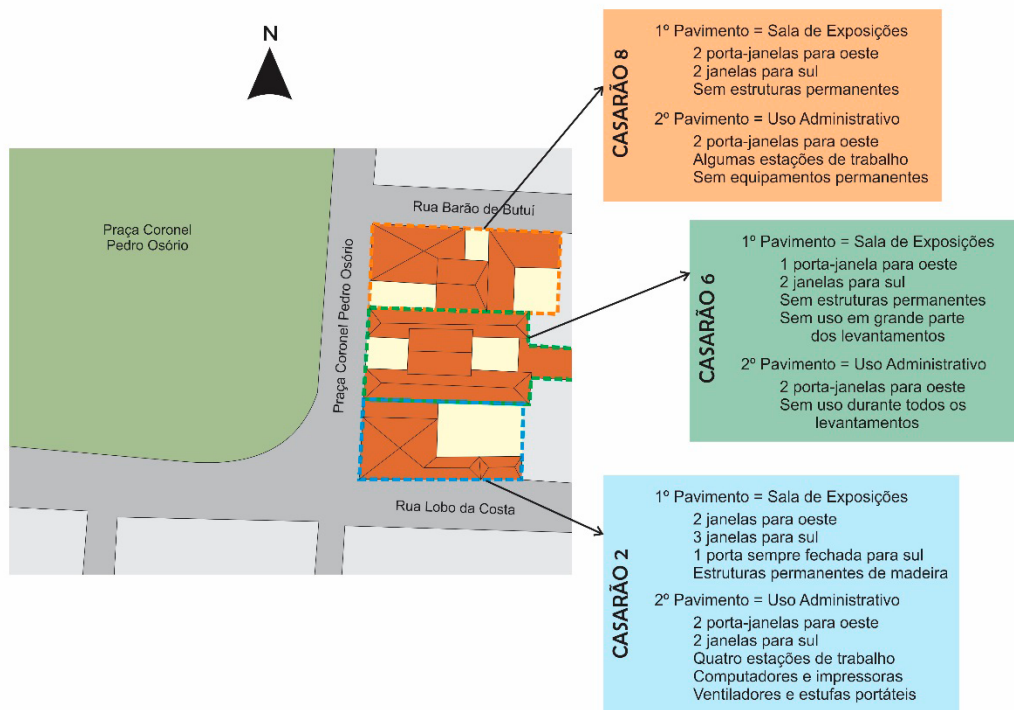 N
Praça Coronel
Pedro Osório
Praça Coronel Pedro Osório
Rua Barão de Butuí
Rua Lobo da Costa
CASARÃO 8
1º Pavimento = Sala de Exposições
2 porta-janelas para oeste
2 janelas para sul
Sem estruturas permanentes
2º Pavimento = Uso Administrativo
2 porta-janelas para oeste
Algumas estações de trabalho
Sem equipamentos permanentes
CASARÃO 6
1º Pavimento = Sala de Exposições
1 porta-janela para oeste
2 janelas para sul
Sem estruturas permanentes
Sem uso em grande parte
dos levantamentos
2º Pavimento = Uso Administrativo
2 porta-janelas para oeste
Sem uso durante todos os
levantamentos
CASARÃO 2
1º Pavimento = Sala de Exposições
2 janelas para oeste
3 janelas para sul
1 porta sempre fechada para sul
Estruturas permanentes de madeira
2º Pavimento = Uso Administrativo
2 porta-janelas para oeste
2 janelas para sul
Quatro estações de trabalho
Computadores e impressoras
Ventiladores e estufas portáteis